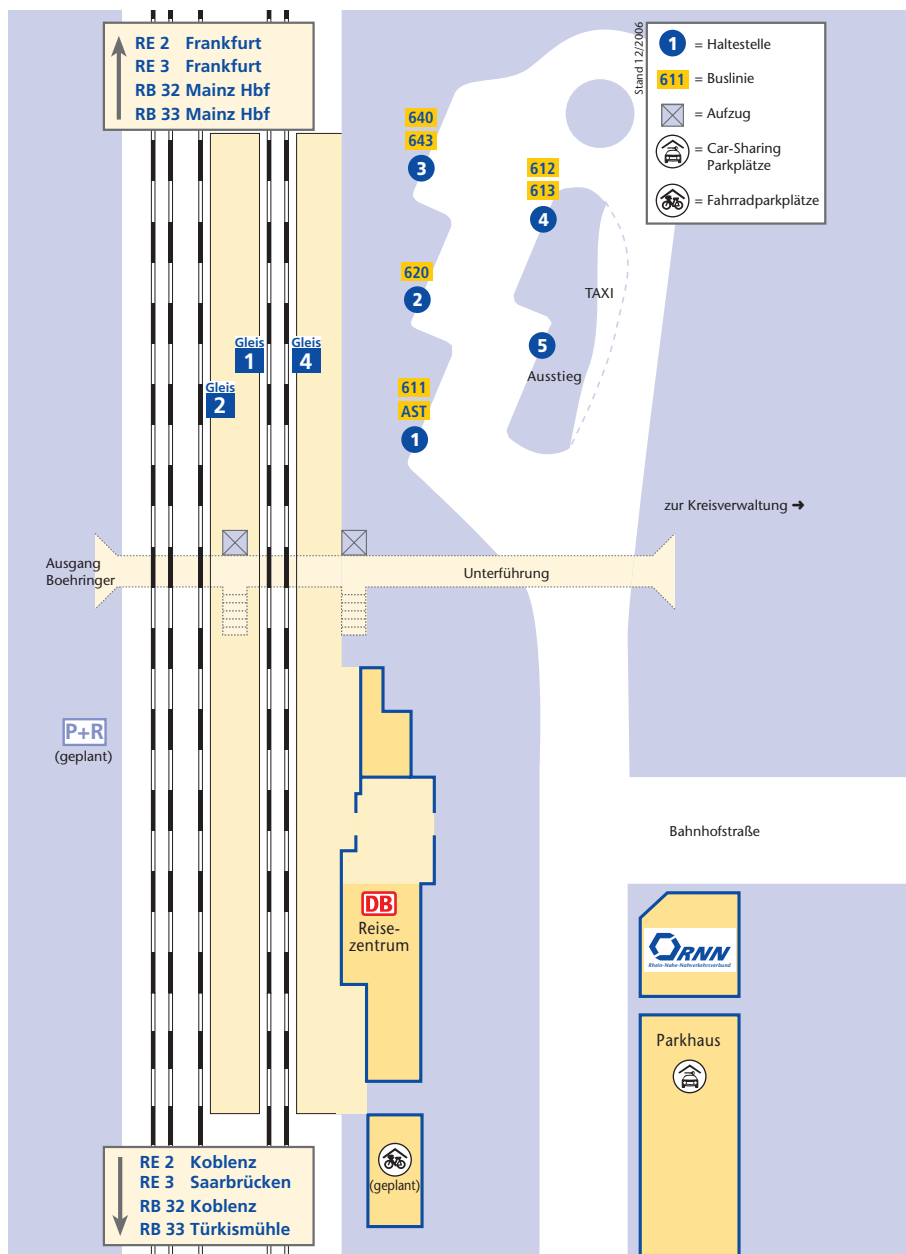 RE 2 Frankfurt
RE 3 Frankfurt
RB 32 Mainz Hbf
RB 33 Mainz Hbf
Stand 12/2006
1 = Haltestelle
611 = Buslinie
= Aufzug
= Car-Sharing
Parkplätze
= Fahrradparkplätze
640
643
3
612
613
4
620
2
TAXI
5
Ausstieg
Gleis
1
Gleis
4
Gleis
2
611
AST
1
zur Kreisverwaltung ➔
Ausgang
Boehringer
Unterführung
P+R
(geplant)
Bahnhofstraße
DB
Reise-
zentrum
RNN
Rhein-Nahe-Nahverkehrsverbund
Parkhaus
(geplant)
RE 2 Koblenz
RE 3 Saarbrücken
RB 32 Koblenz
RB 33 Türkismühle